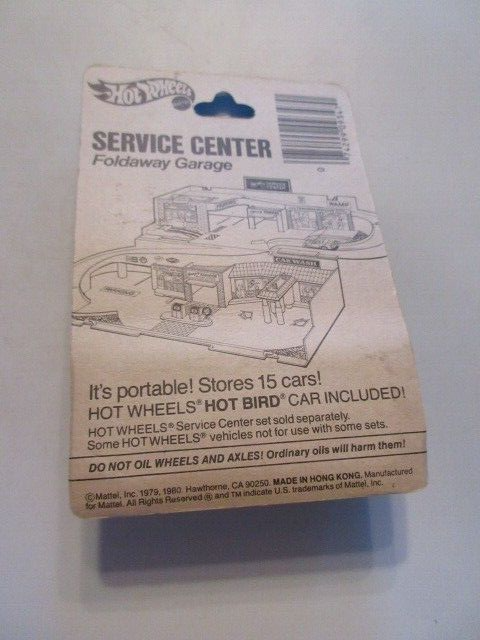 Hot Wheels
SERVICE CENTER
Foldaway Garage
RAMP
CAR WASH
It's portable! Stores 15 cars!
HOT WHEELS® HOT BIRD® CAR INCLUDED!
HOT WHEELS® Service Center set sold separately.
Some HOT WHEELS® vehicles not for use with some sets.
DO NOT OIL WHEELS AND AXLES! Ordinary oils will harm them!
©Mattel, Inc. 1979, 1980. Hawthorne, CA 90250. MADE IN HONG KONG. Manufactured
for Mattel. All Rights Reserved ® and TM indicate U.S. trademarks of Mattel, Inc.